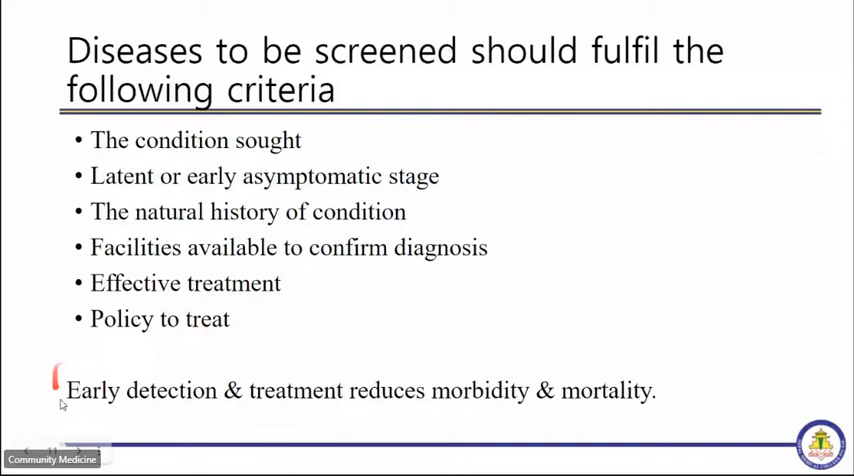 Diseases to be screened should fulfil the
following criteria
• The condition sought
• Latent or early asymptomatic stage
• The natural history of condition
• Facilities available to confirm diagnosis
• Effective treatment
• Policy to treat
Early detection & treatment reduces morbidity & mortality.
11
Community Medicine